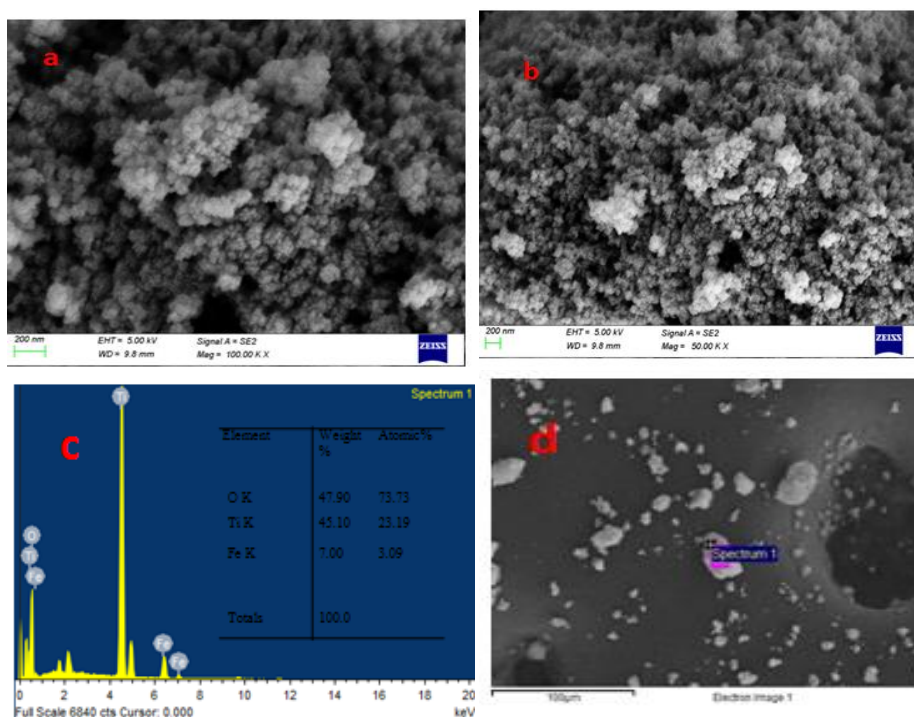 a
200 nm
EHT = 5.00 kV
Signal A = SE2
WD = 9.8 mm
Mag = 100.00 K X
ZEISS
b
200 nm
EHT = 5.00 kV
Signal A = SE2
WD = 9.8 mm
Mag = 50.00 K X
ZEISS
c
Spectrum 1
Ti
O
Ti
Fe
Fe
Fe
Element Weight Atomic%
%
O K 47.90 73.73
Ti K 45.10 23.19
Fe K 7.00 3.09
Totals 100.0
0 2 4 6 8 10 12 14 16 18 20
Full Scale 6840 cts Cursor: 0.000 keV
d
Spectrum 1
100µm
Electron Image 1